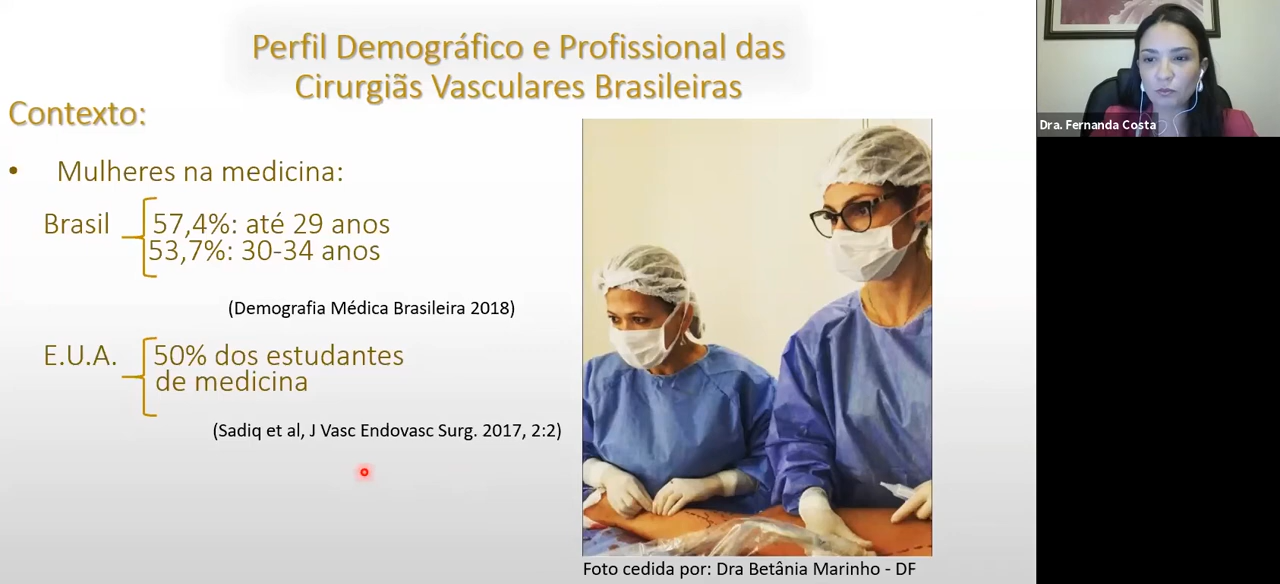 Perfil Demográfico e Profissional das
Cirurgiãs Vasculares Brasileiras
Contexto:
• Mulheres na medicina:
Brasil
57,4%: até 29 anos
53,7%: 30-34 anos
(Demografia Médica Brasileira 2018)
E.U.A.
50% dos estudantes
de medicina
(Sadiq et al, J Vasc Endovasc Surg. 2017, 2:2)
Foto cedida por: Dra Betânia Marinho - DF
Dra. Fernanda Costa